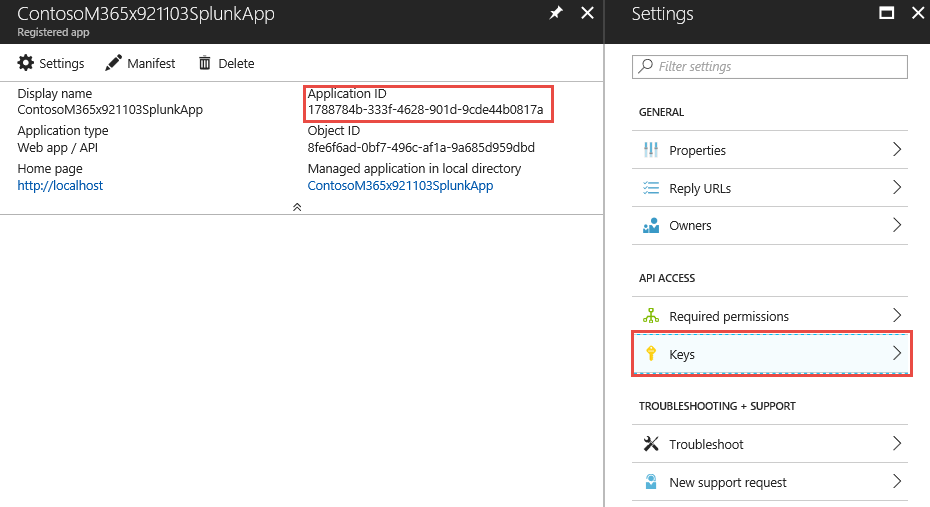 ContosoM365x921103SplunkApp
Registered app
Settings
Manifest
Delete
Display name
ContosoM365x921103SplunkApp
Application ID
1788784b-333f-4628-901d-9cde44b0817a
Application type
Web app / API
Object ID
8fe6f6ad-0bf7-496c-af1a-9a685d959dbd
Home page
http://localhost
Managed application in local directory
ContosoM365x921103SplunkApp
Settings
Filter settings
GENERAL
Properties
Reply URLs
Owners
API ACCESS
Required permissions
Keys
TROUBLESHOOTING + SUPPORT
Troubleshoot
New support request